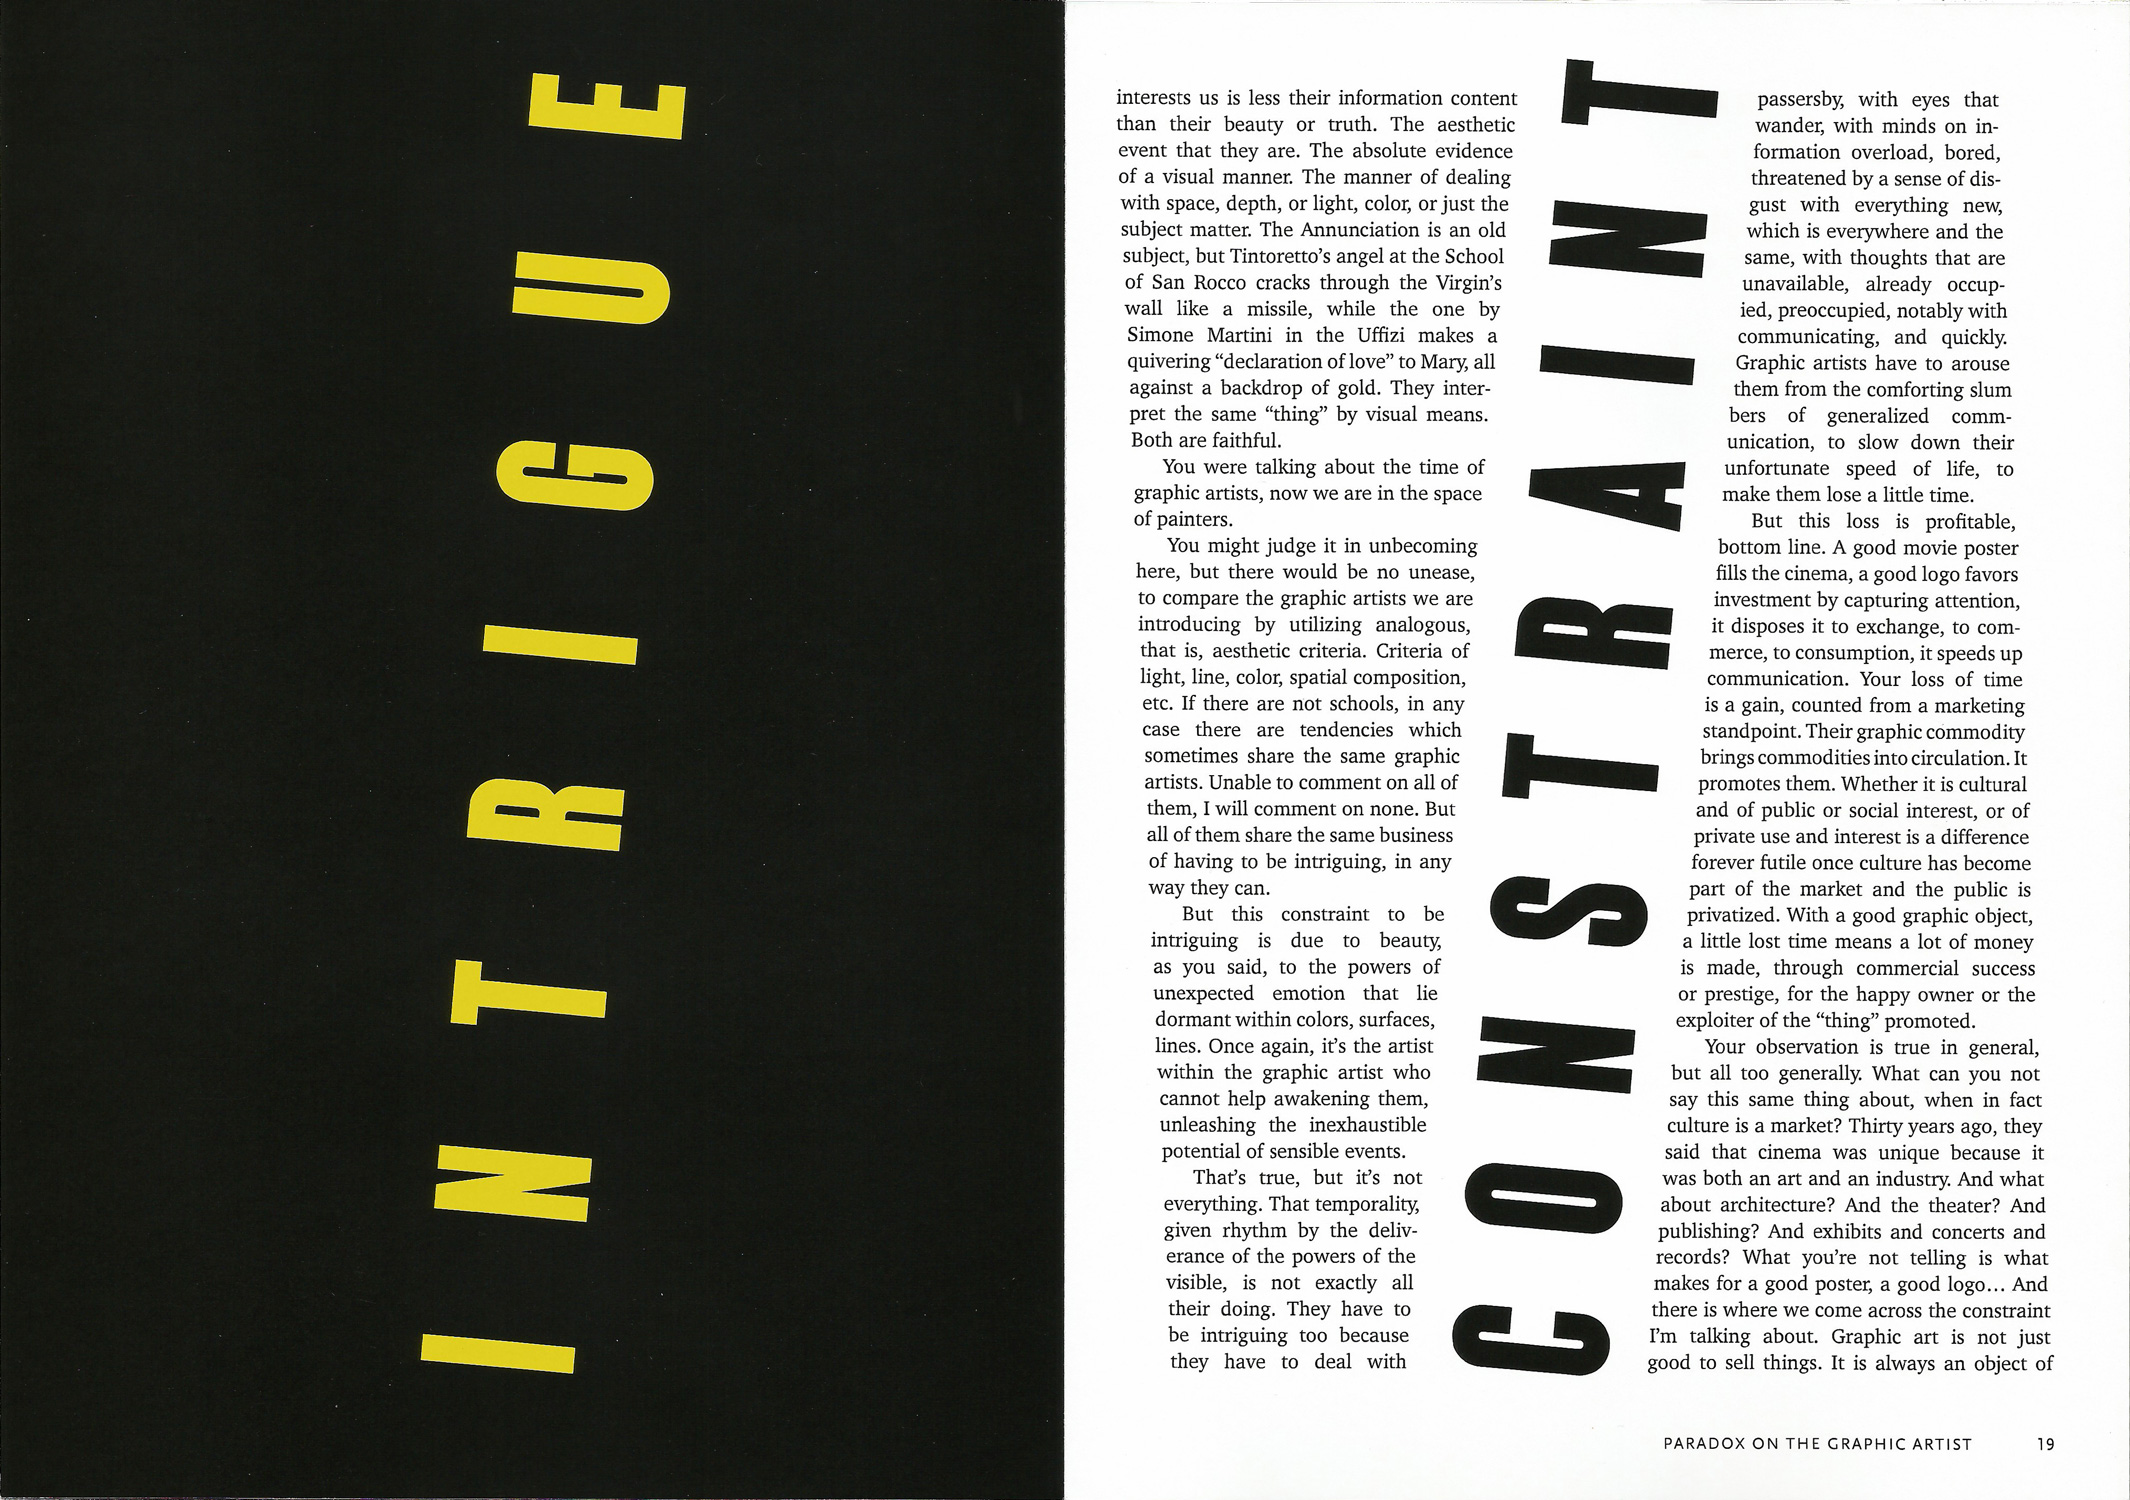 INTRIGUE
interests us is less their information content
than their beauty or truth. The aesthetic
event that they are. The absolute evidence
of a visual manner. The manner of dealing
with space, depth, or light, color, or just the
subject matter. The Annunciation is an old
subject, but Tintoretto's angel at the School
of San Rocco cracks through the Virgin's
wall like a missile, while the one by
Simone Martini in the Uffizi makes a
quivering “declaration of love” to Mary, all
against a backdrop of gold. They inter-
pret the same “thing” by visual means.
Both are faithful.
You were talking about the time of
graphic artists, now we are in the space
of painters.
You might judge it in unbecoming
here, but there would be no unease,
to compare the graphic artists we are
introducing by utilizing analogous,
that is, aesthetic criteria. Criteria of
light, line, color, spatial composition,
etc. If there are not schools, in any
case there are tendencies which
sometimes share the same graphic
artists. Unable to comment on all of
them, I will comment on none. But
all of them share the same business
of having to be intriguing, in any
way they can.
But this constraint to be
intriguing is due to beauty,
as you said, to the powers of
unexpected emotion that lie
dormant within colors, surfaces,
lines. Once again, it's the artist
within the graphic artist who
cannot help awakening them,
unleashing the inexhaustible
potential of sensible events.
That's true, but it's not
everything. That temporality,
given rhythm by the deliv-
erance of the powers of the
visible, is not exactly all
their doing. They have to
be intriguing too because
they have to deal with
CONSTRAINT
passersby, with eyes that
wander, with minds on in-
formation overload, bored,
threatened by a sense of dis-
gust with everything new,
which is everywhere and the
same, with thoughts that are
unavailable, already occup-
ied, preoccupied, notably with
communicating, and quickly.
Graphic artists have to arouse
them from the comforting slum
bers of generalized comm-
unication, to slow down their
unfortunate speed of life, to
make them lose a little time.
But this loss is profitable,
bottom line. A good movie poster
fills the cinema, a good logo favors
investment by capturing attention,
it disposes it to exchange, to com-
merce, to consumption, it speeds up
communication. Your loss of time
is a gain, counted from a marketing
standpoint. Their graphic commodity
brings commodities into circulation. It
promotes them. Whether it is cultural
and of public or social interest, or of
private use and interest is a difference
forever futile once culture has become
part of the market and the public is
privatized. With a good graphic object,
a little lost time means a lot of money
is made, through commercial success
or prestige, for the happy owner or the
exploiter of the “thing” promoted.
Your observation is true in general,
but all too generally. What can you not
say this same thing about, when in fact
culture is a market? Thirty years ago, they
said that cinema was unique because it
was both an art and an industry. And what
about architecture? And the theater? And
publishing? And exhibits and concerts and
records? What you're not telling is what
makes for a good poster, a good logo... And
there is where we come across the constraint
I'm talking about. Graphic art is not just
good to sell things. It is always an object of
PARADOX ON THE GRAPHIC ARTIST 19